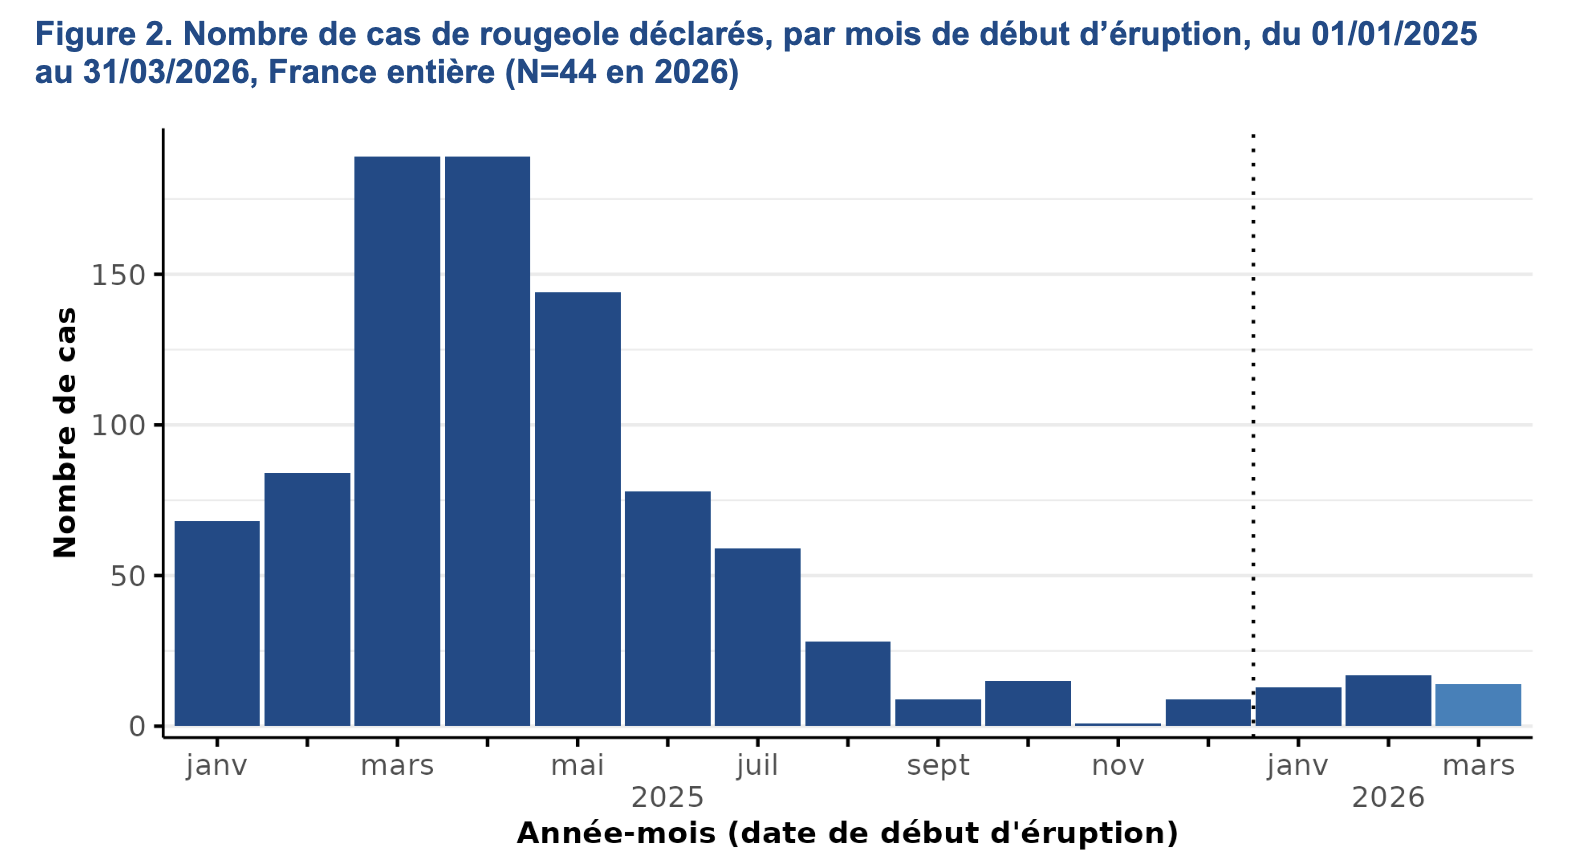 Figure 2. Nombre de cas de rougeole déclarés, par mois de début d’éruption, du 01/01/2025
au 31/03/2026, France entière (N=44 en 2026)
150
100
50
0
Nombre de cas
janv mars mai juil sept nov janv mars
2025 2026
Année-mois (date de début d'éruption)